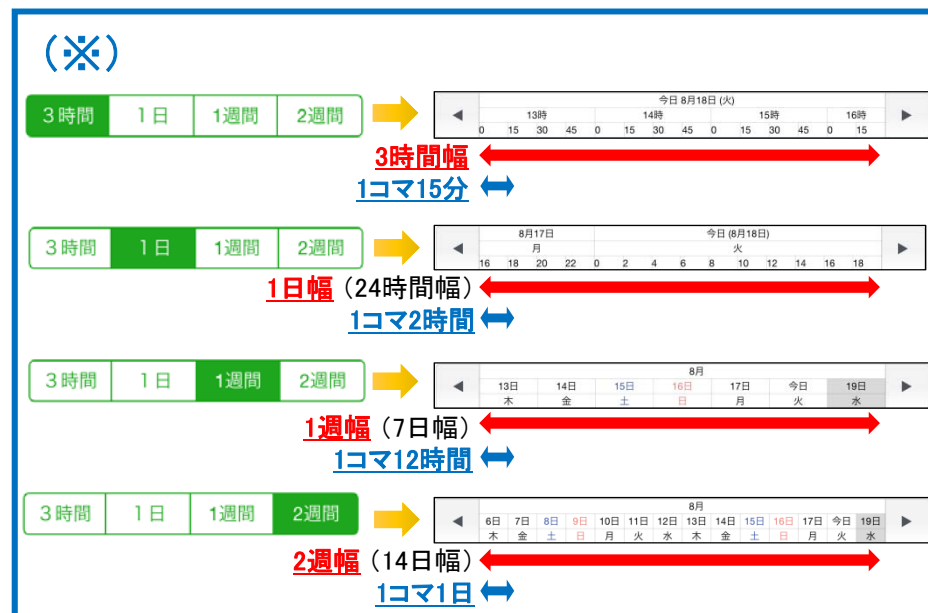 （※）
3時間 1日 1週間 2週間
今日 8月18日 (火)
◀ 13時 14時 15時 16時 ▶
0 15 30 45 0 15 30 45 0 15 30 45 0 15
3時間幅
1コマ15分
3時間 1日 1週間 2週間
8月17日 今日 (8月18日)
◀ 月 火 ▶
16 18 20 22 0 2 4 6 8 10 12 14 16 18
1日幅（24時間幅）
1コマ2時間
3時間 1日 1週間 2週間
8月
◀ 13日 14日 15日 16日 17日 今日 19日 ▶
木 金 土 日 月 火 水
1週幅（7日幅）
1コマ12時間
3時間 1日 1週間 2週間
8月
◀ 6日 7日 8日 9日 10日 11日 12日 13日 14日 15日 16日 17日 今日 19日 ▶
木 金 土 日 月 火 水 木 金 土 日 月 火 水
2週幅（14日幅）
1コマ1日